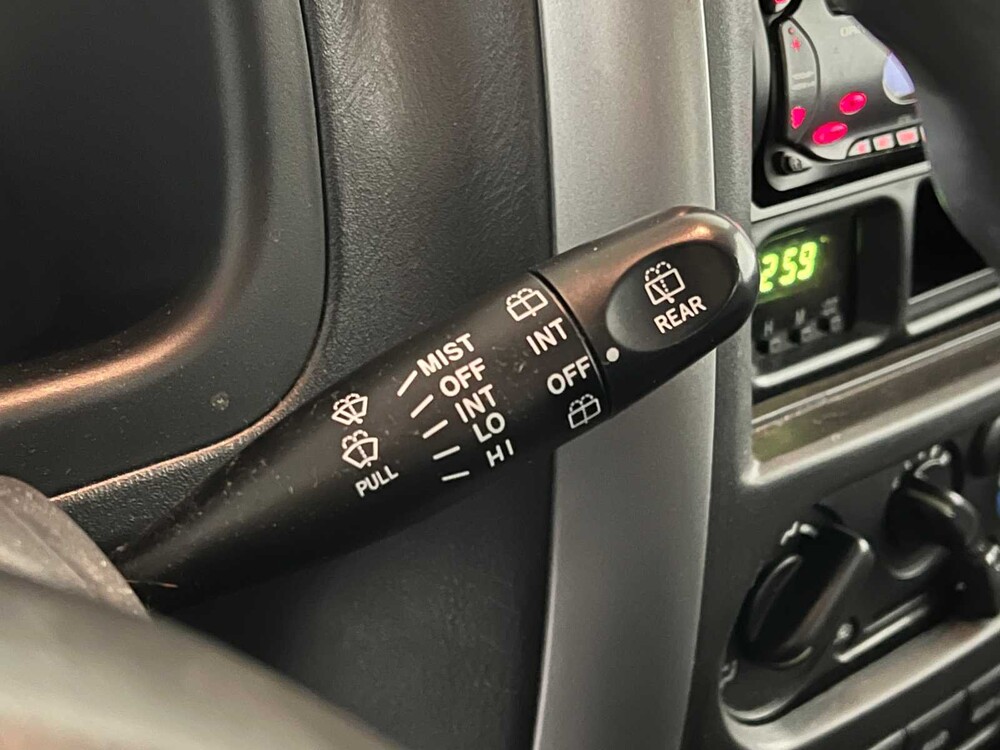 MIST
OFF
INT
LO
HI
PULL
INT
OFF
REAR
259
H
M